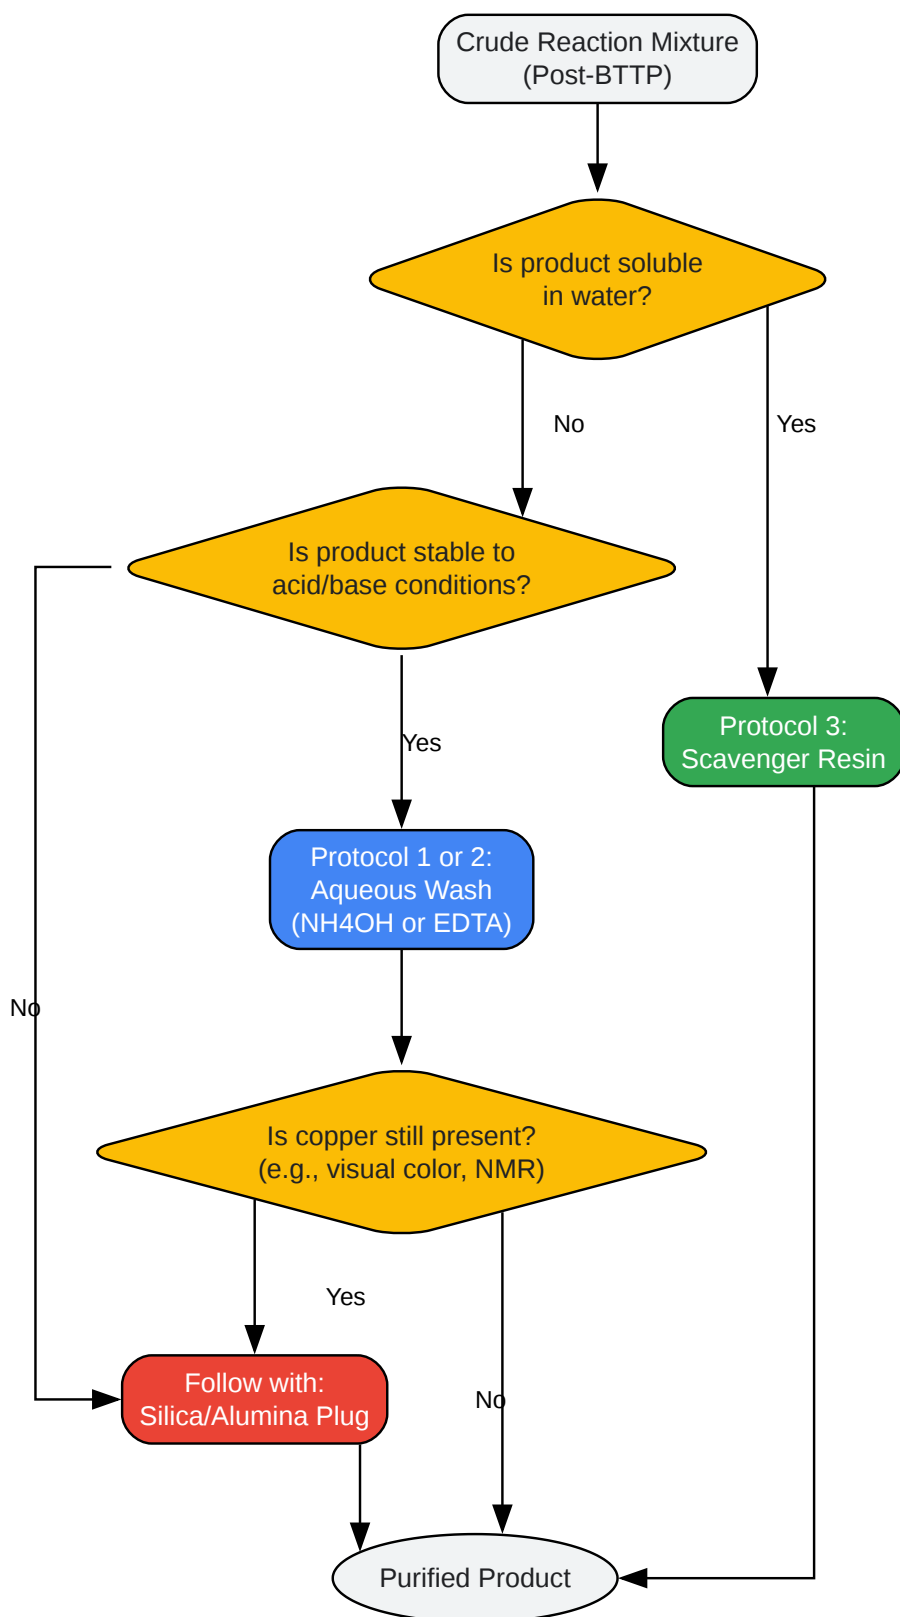 Crude Reaction Mixture
(Post-BTTP)
Is product soluble
in water?
No
Yes
Is product stable to
acid/base conditions?
Yes
Protocol 3:
Scavenger Resin
Protocol 1 or 2:
Aqueous Wash
(NH4OH or EDTA)
No
Is copper still present?
(e.g., visual color, NMR)
Yes
Follow with:
Silica/Alumina Plug
No
Purified Product